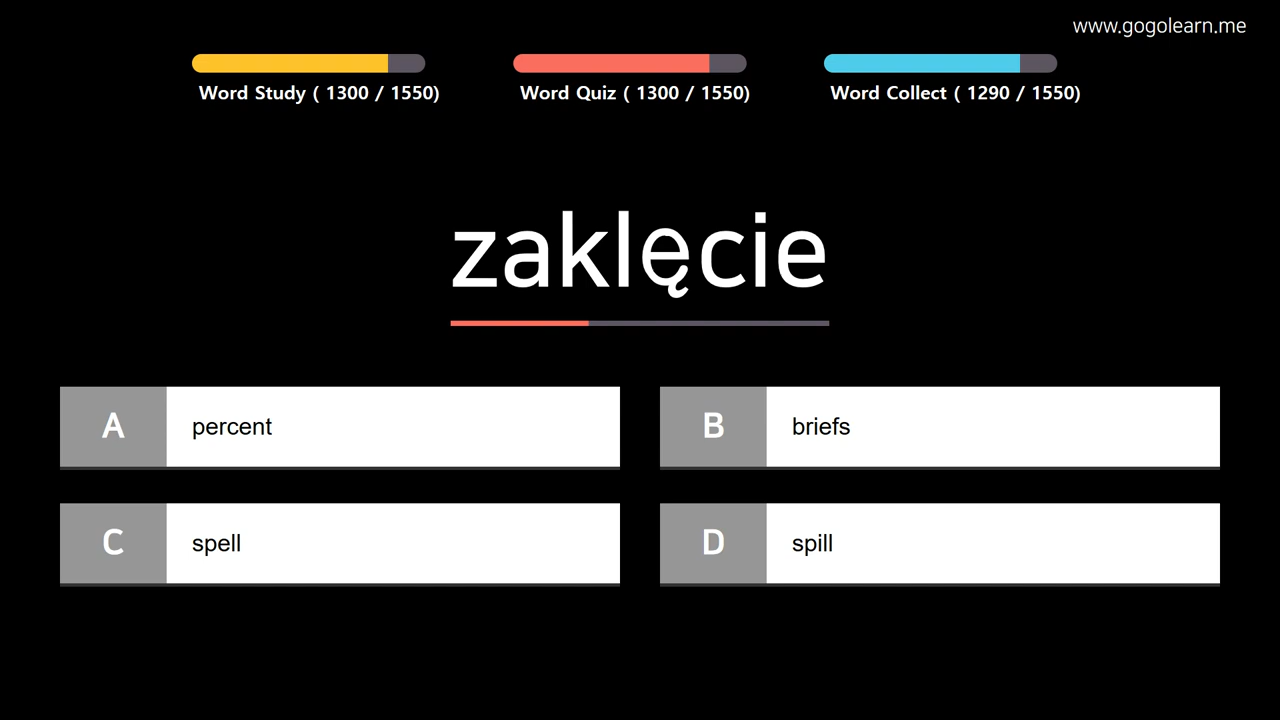 www.gogolearn.me
Word Study ( 1300 / 1550)
Word Quiz ( 1300 / 1550)
Word Collect ( 1290 / 1550)
zaklęcie
A percent
B briefs
C spell
D spill